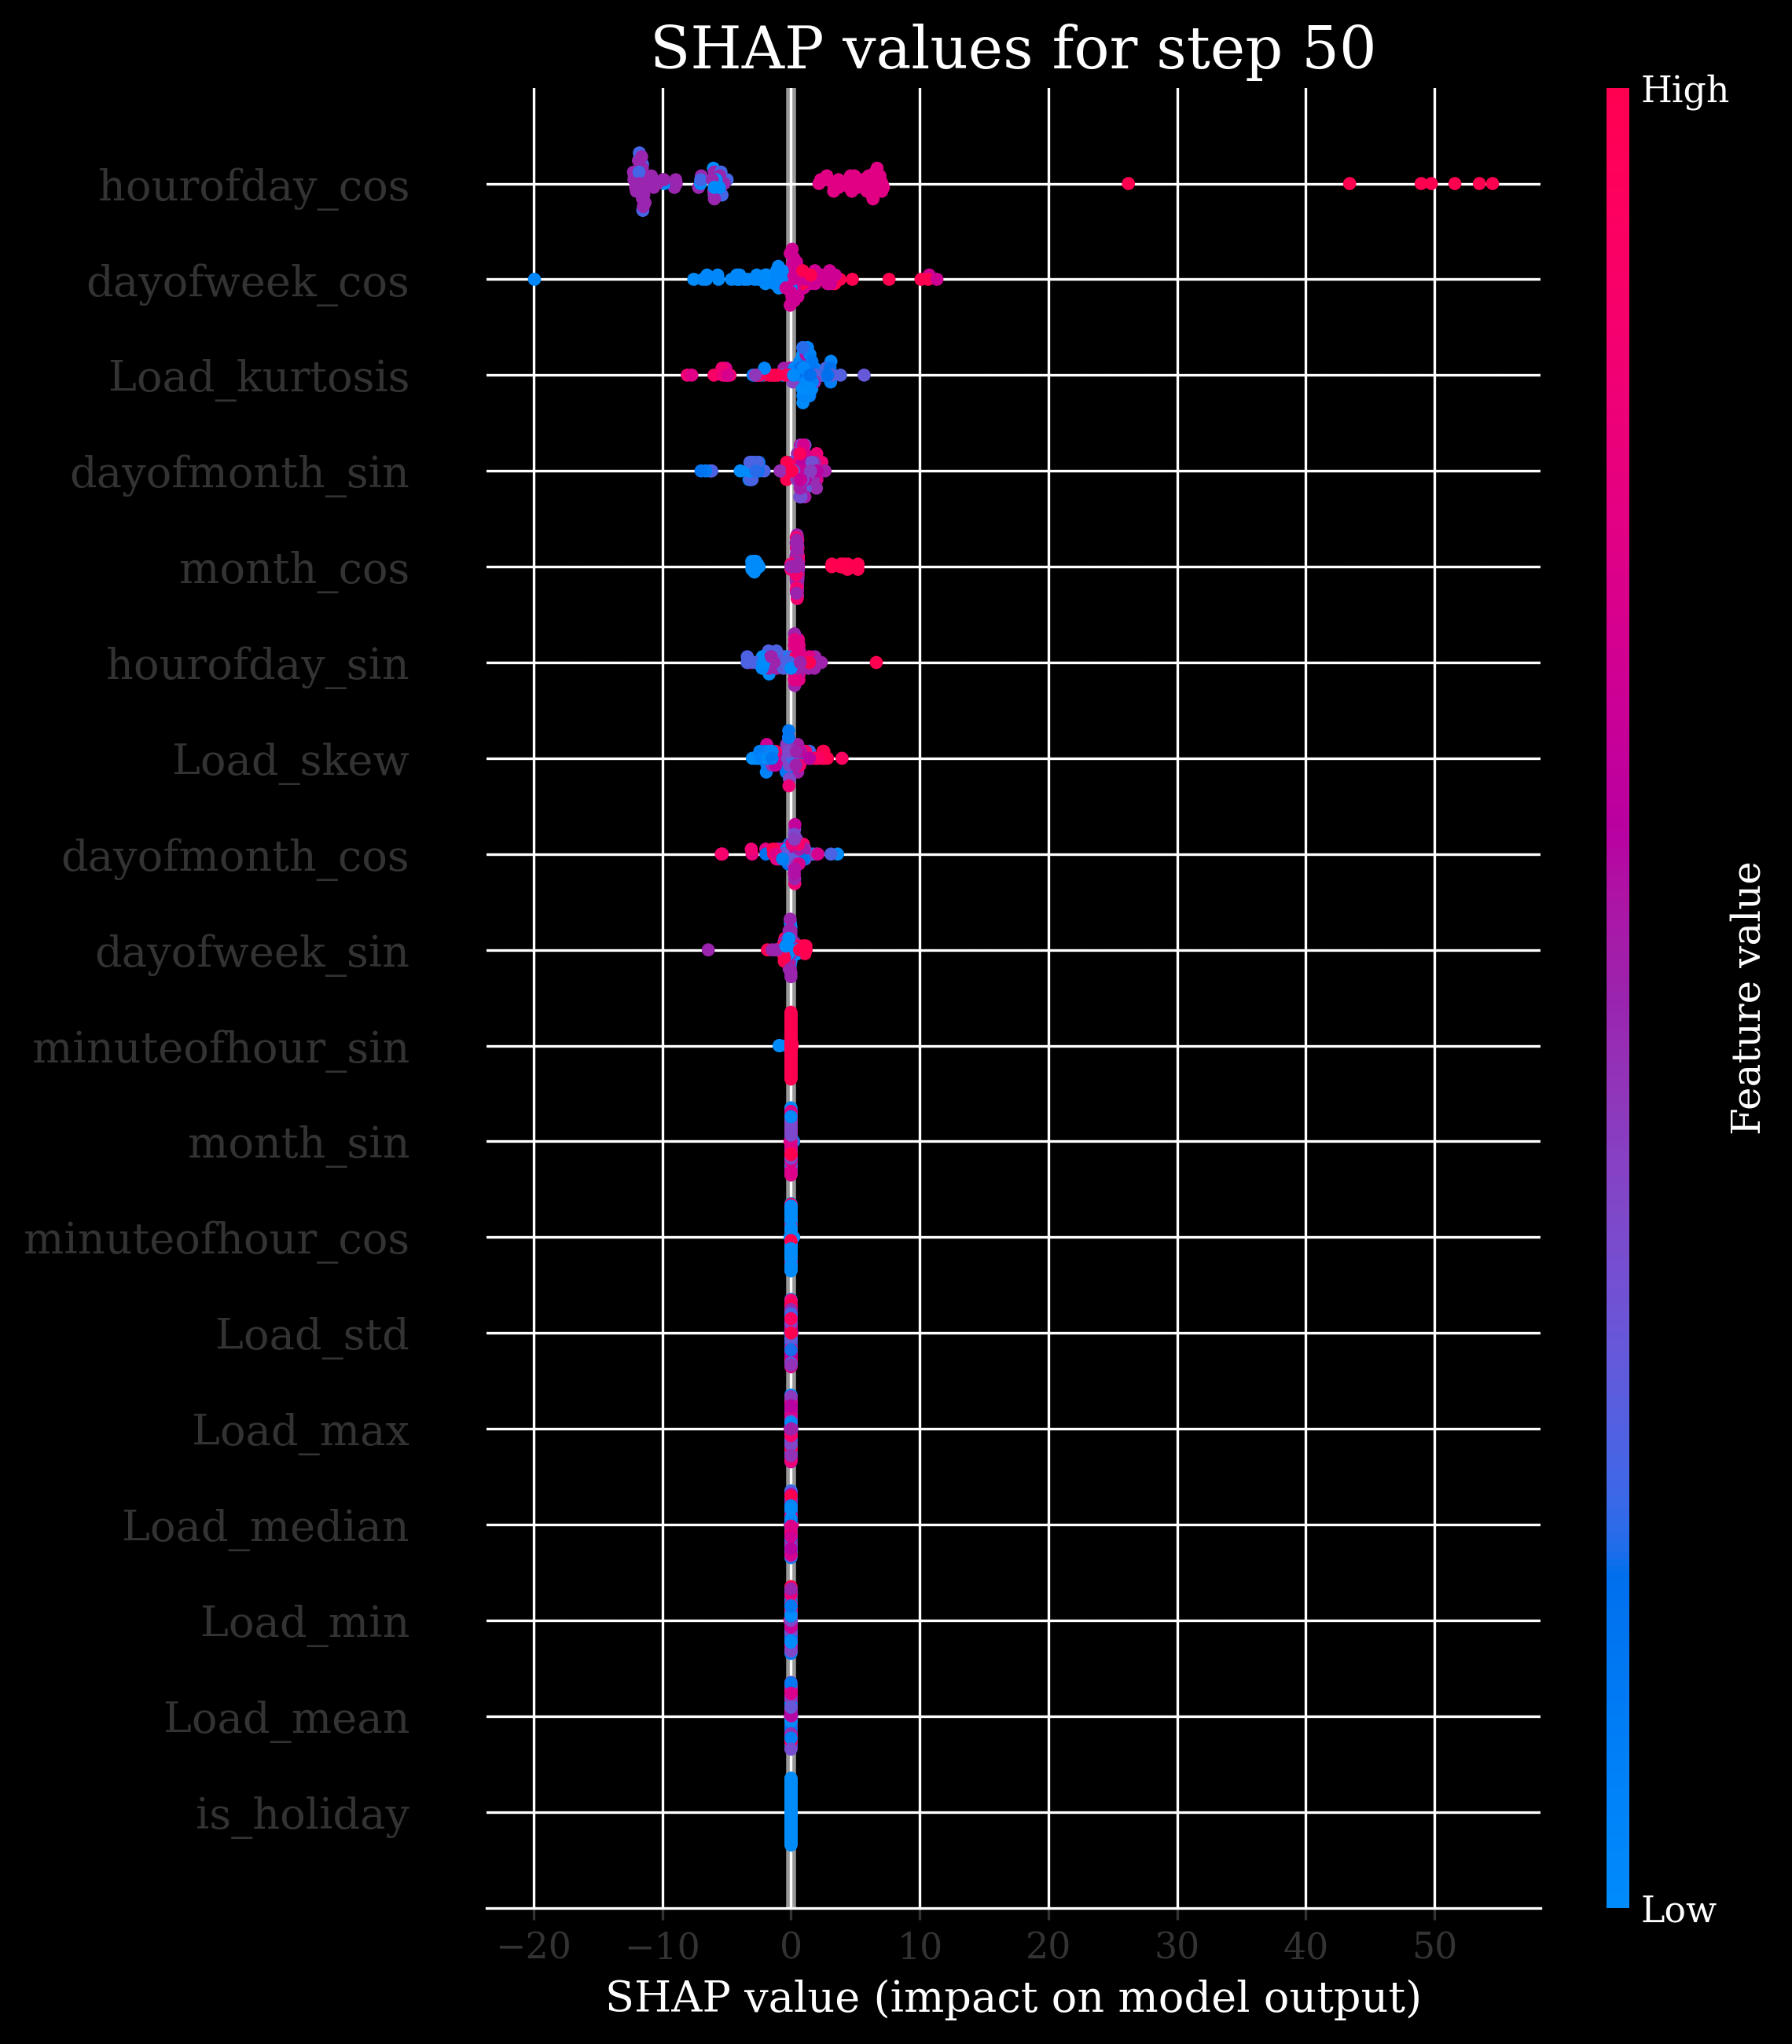 SHAP values for step 50
High
hourofday_cos
dayofweek_cos
Load_kurtosis
dayofmonth_sin
month_cos
hourofday_sin
Load_skew
dayofmonth_cos
dayofweek_sin
minuteofhour_sin
month_sin
minuteofhour_cos
Load_std
Load_max
Load_median
Load_min
Load_mean
is_holiday
Feature value
Low
−20 −10 0 10 20 30 40 50
SHAP value (impact on model output)